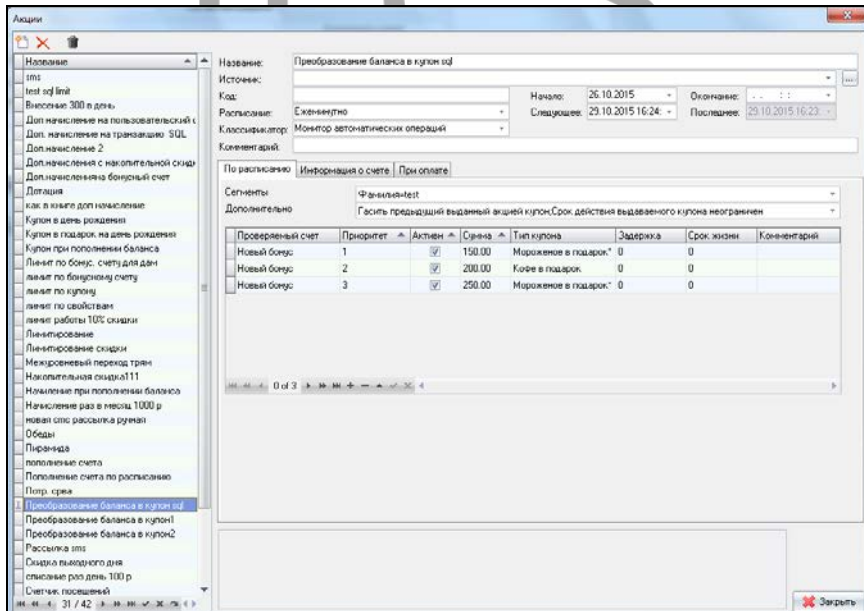 Акции
Название
sms
test sql limit
Внесение 300 в день
Доп начисление на пользовательский с
Доп. начисление на транзакцию SQL
Доп.начисление 2
Доп.начисления с накопительной скидк
Доп.начисленияна бонусный счет
Дотация
как в книге доп начисление
Купон в день рождения
Купон в подарок на день рождения
Купон при пополнении баланса
Лимит по бонус. счету для дам
лимит по бонусному счету
лимит по купону
лимит по свойствам
лимит работы 10% скидки
Лимитирование
Лимитирование скидки
Межуровневый переход трям
Накопительная скидка111
Начиление при пополнении баланса
Начисление раз в месяц 1000 р
новая смс рассылка ручная
Обеды
Пирамида
пополнение счета
Пополнение счета по расписанию
Потр. срва
Преобразование баланса в купон sql
Преобразование баланса в купон1
Преобразование баланса в купон2
Рассылка sms
Скидка выходного дня
списание раз день 100 р
Счетчик посещений
31 / 42
Название: Преобразование баланса в купон sql
Источник:
Код: Начало: 26.10.2015 Окончание: . . : :
Расписание: Ежеминутно Следующее: 29.10.2015 16:24: Последнее: 29.10.2015 16:23:
Классификатор: Монитор автоматических операций
Комментарий:
По расписанию Информация о счете При оплате
Сегменты Фамилия=test
Дополнительно Гасить предыдущий выданный акцией купон,Срок действия выдаваемого купона неограничен
Проверяемый счет Приоритет Активен Сумма Тип купона Задержка Срок жизни Комментарий
Новый бонус 1 150.00 Мороженое в подарок* 0 0
Новый бонус 2 200.00 Кофе в подарок 0 0
Новый бонус 3 250.00 Мороженое в подарок* 0 0
0 of 3
Закрыть